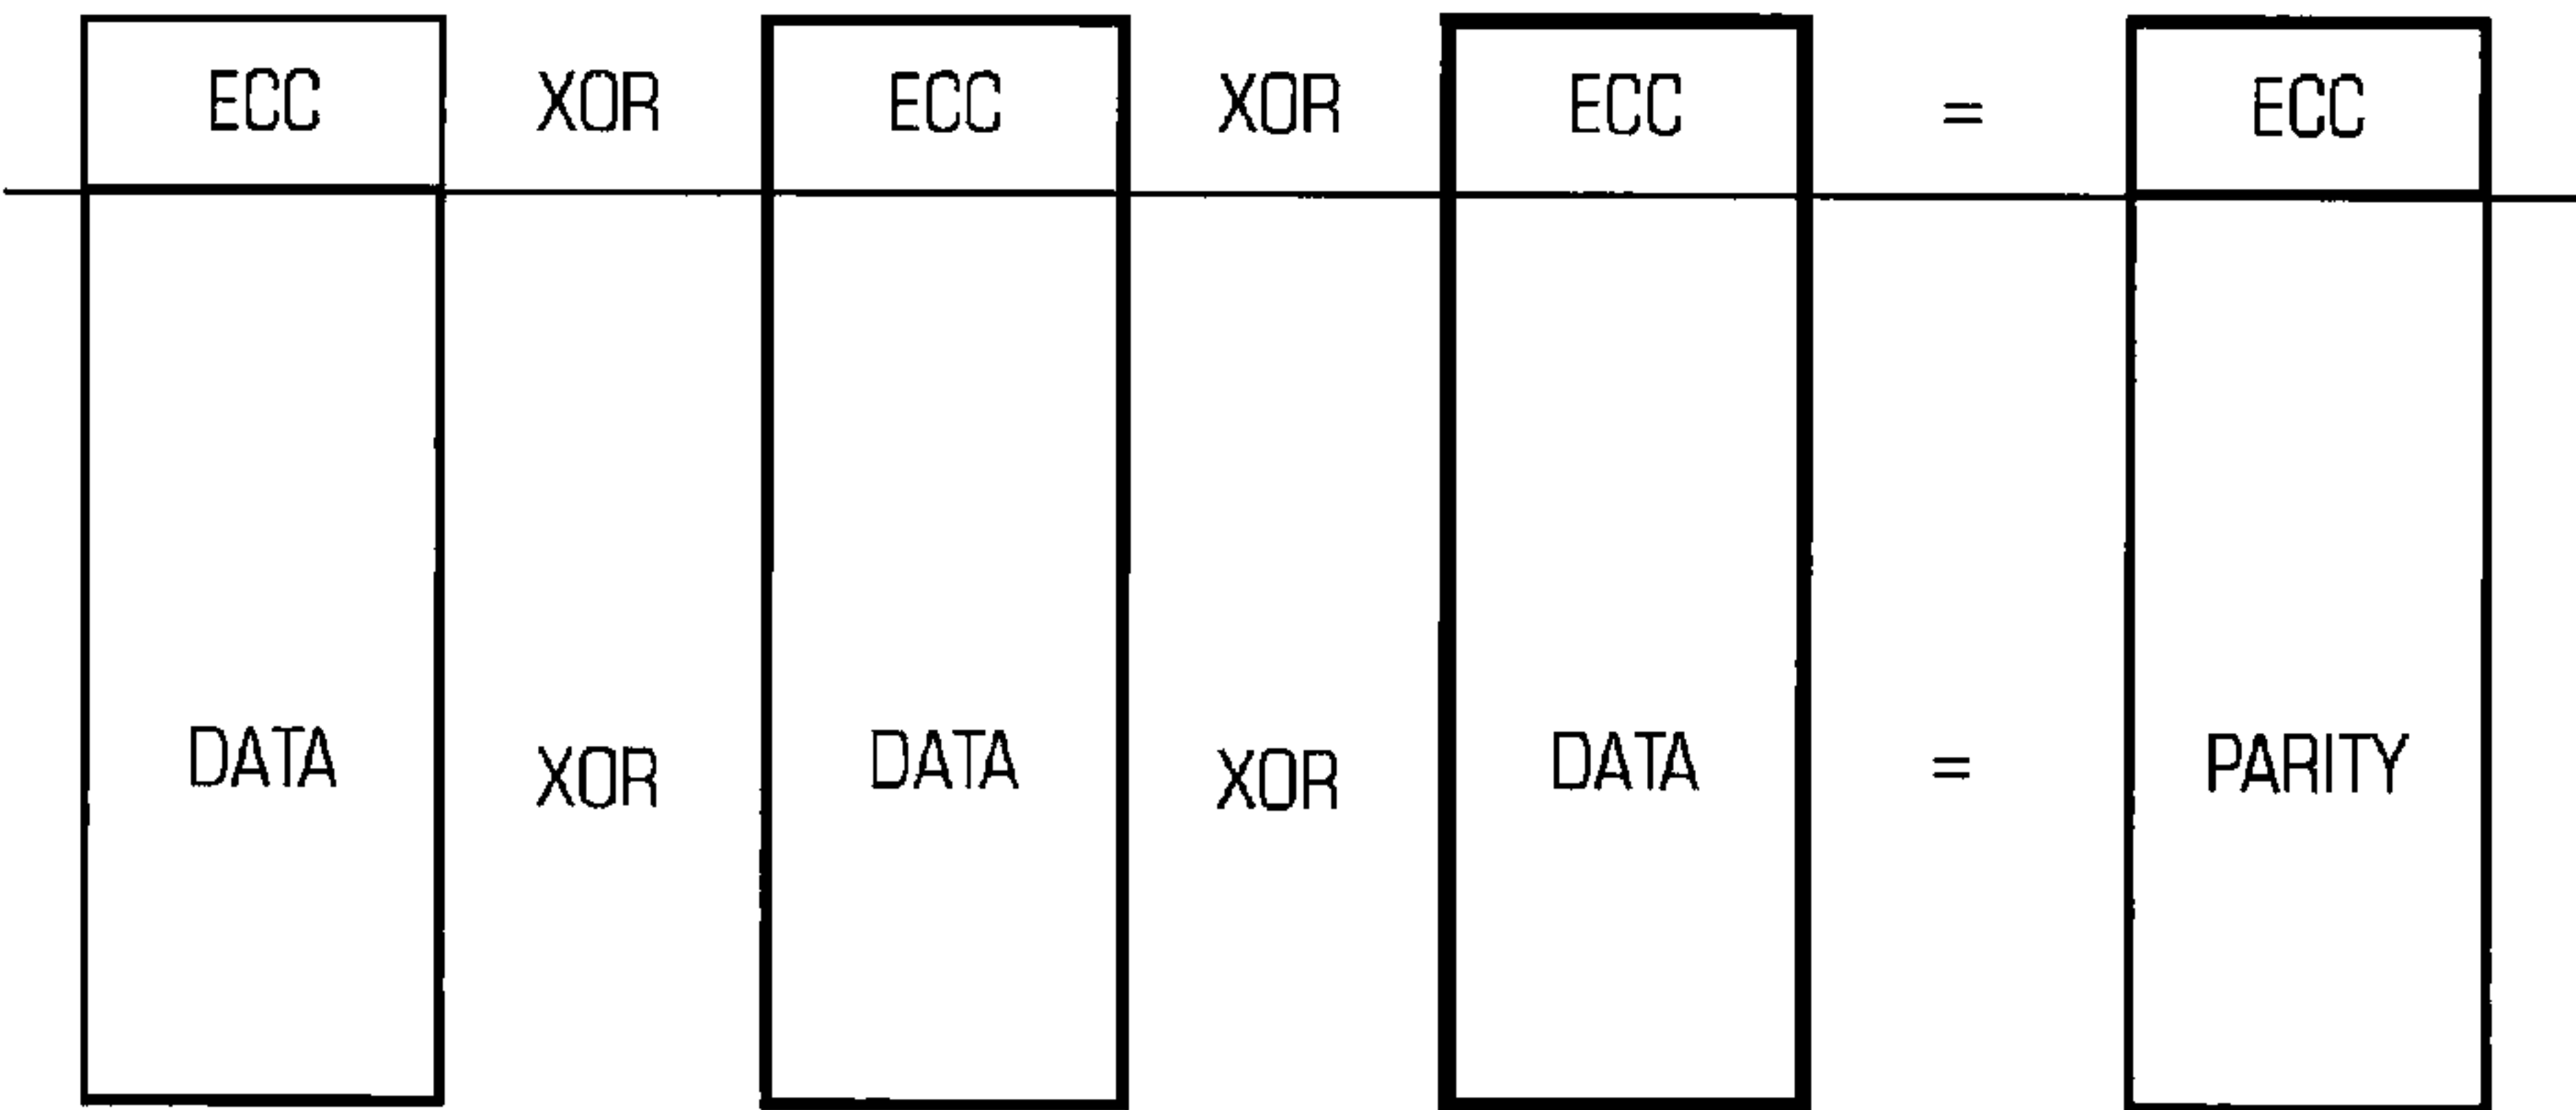 ECC XOR ECC XOR ECC = ECC
DATA XOR DATA XOR DATA = PARITY